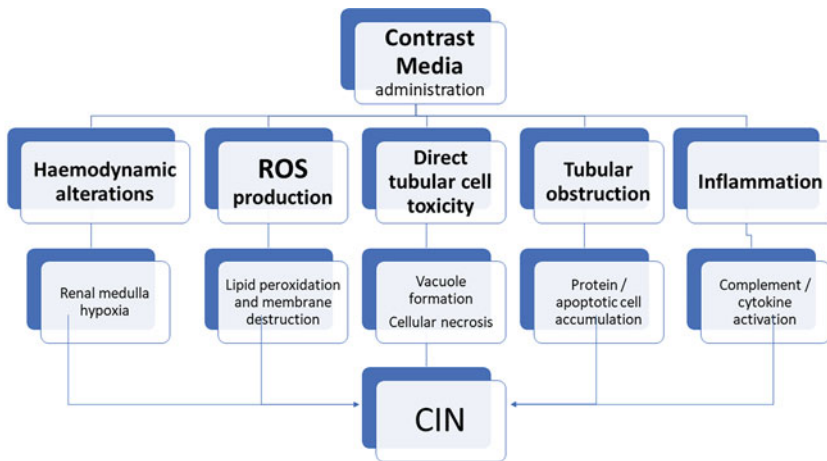 Contrast
Media
administration
Haemodynamic
alterations
ROS
production
Direct
tubular cell
toxicity
Tubular
obstruction
Inflammation
Renal medulla
hypoxia
Lipid peroxidation
and membrane
destruction
Vacuole
formation
Cellular necrosis
Protein /
apoptotic cell
accumulation
Complement /
cytokine
activation
CIN